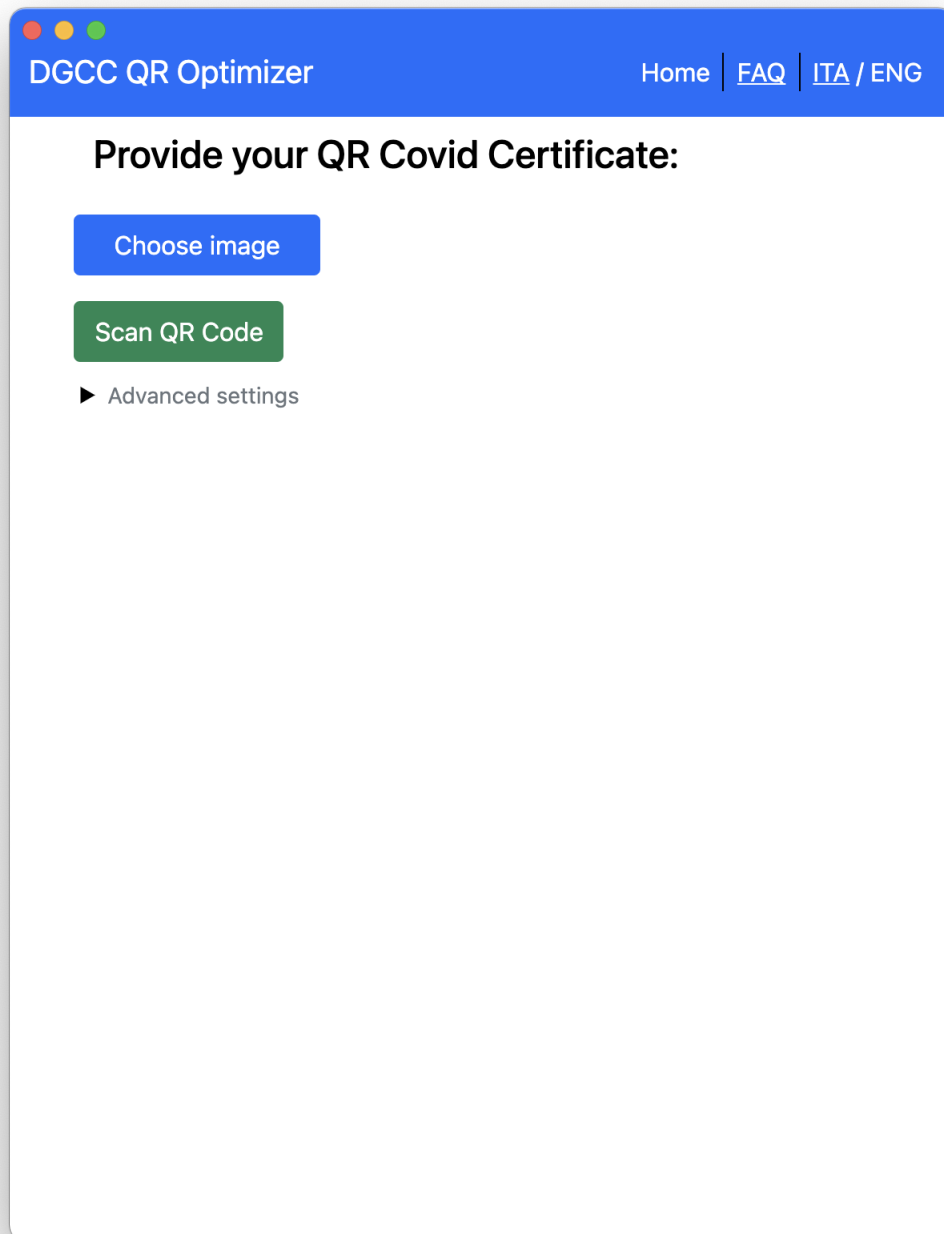 DGCC QR Optimizer Home FAQ ITA / ENG
Provide your QR Covid Certificate:
Choose image
Scan QR Code
Advanced settings